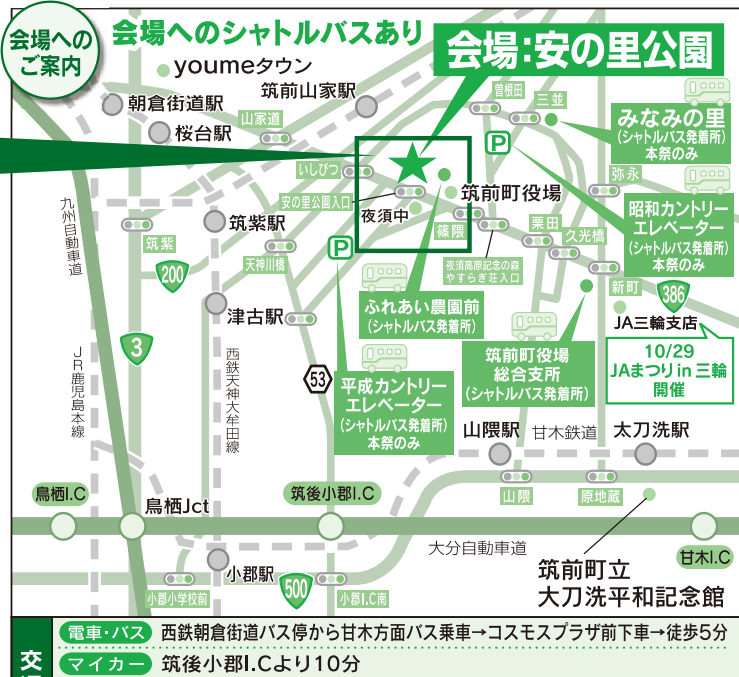 会場への
ご案内
会場へのシャトルバスあり
会場：安の里公園
youmeタウン
筑前山家駅
朝倉街道駅
山家道
桜台駅
曽根田
三並
P
みなみの里
(シャトルバス発着所)
本祭のみ
いしびつ
弥永
安の里公園入口
夜須中
筑前町役場
昭和カントリー
エレベーター
(シャトルバス発着所)
本祭のみ
九州自動車道
筑紫
筑紫駅
天神川橋
P
篠隈
夜須高原記念の森
やすらぎ荘入口
栗田
久光橋
新町
200
386
3
津古駅
ふれあい農園前
(シャトルバス発着所)
JA三輪支店
10/29
JAまつりin三輪
開催
筑前町役場
総合支所
(シャトルバス発着所)
JR鹿児島本線
西鉄天神大牟田線
53
平成カントリー
エレベーター
(シャトルバス発着所)
本祭のみ
山隈駅
甘木鉄道
太刀洗駅
山隈
原地蔵
鳥栖I.C
鳥栖Jct
筑後小郡I.C
大分自動車道
甘木I.C
小郡駅
小郡小学校前
500
小郡I.C南
筑前町立
大刀洗平和記念館
交
電車・バス 西鉄朝倉街道バス停から甘木方面バス乗車→コスモスプラザ前下車→徒歩5分
マイカー 筑後小郡I.Cより10分